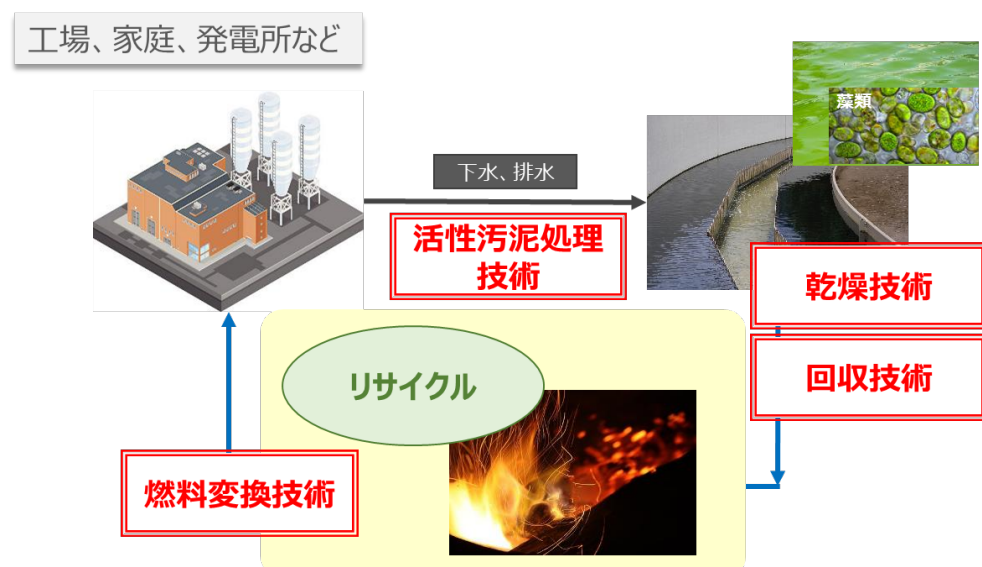 工場、家庭、発電所など
藻類
下水、排水
活性汚泥処理
技術
乾燥技術
回収技術
リサイクル
燃料変換技術